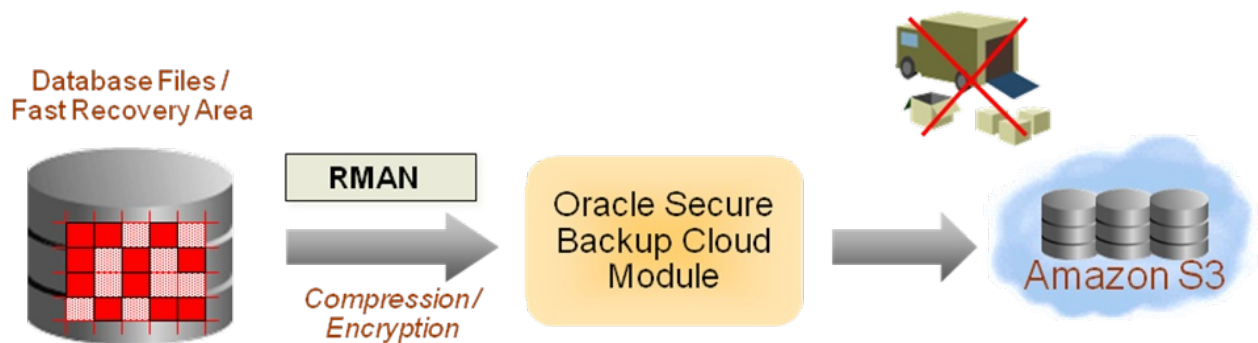 Database Files /
Fast Recovery Area
RMAN
Compression/
Encryption
Oracle Secure
Backup Cloud
Module
Amazon S3